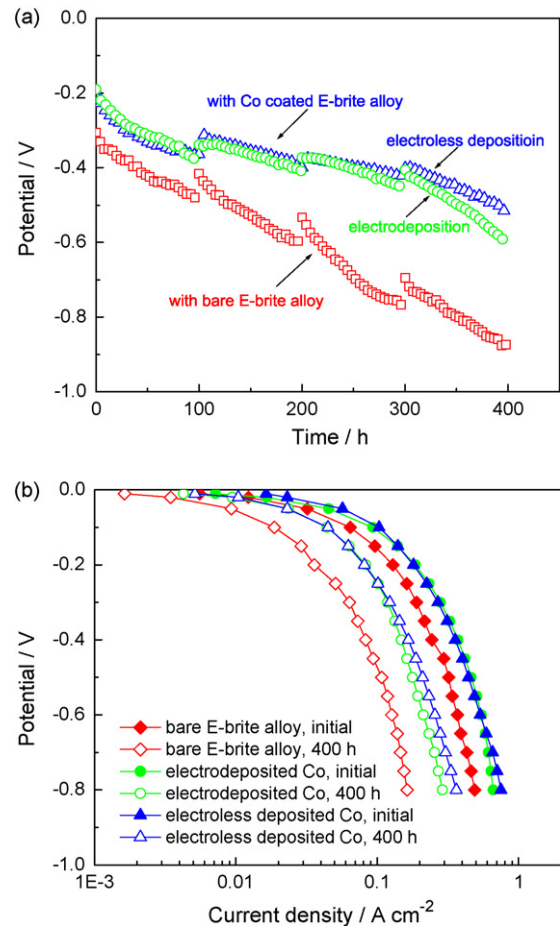 (a)
0.0
-0.2
-0.4
-0.6
-0.8
-1.0
Potential / V
with Co coated E-brite alloy
electroless depositioin
electrodeposition
with bare E-brite alloy
0
100
200
300
400
Time / h
(b)
0.0
-0.2
-0.4
-0.6
-0.8
-1.0
Potential / V
bare E-brite alloy, initial
bare E-brite alloy, 400 h
electrodeposited Co, initial
electrodeposited Co, 400 h
electroless deposited Co, initial
electroless deposited Co, 400 h
1E-3
0.01
0.1
1
Current density / A cm⁻²